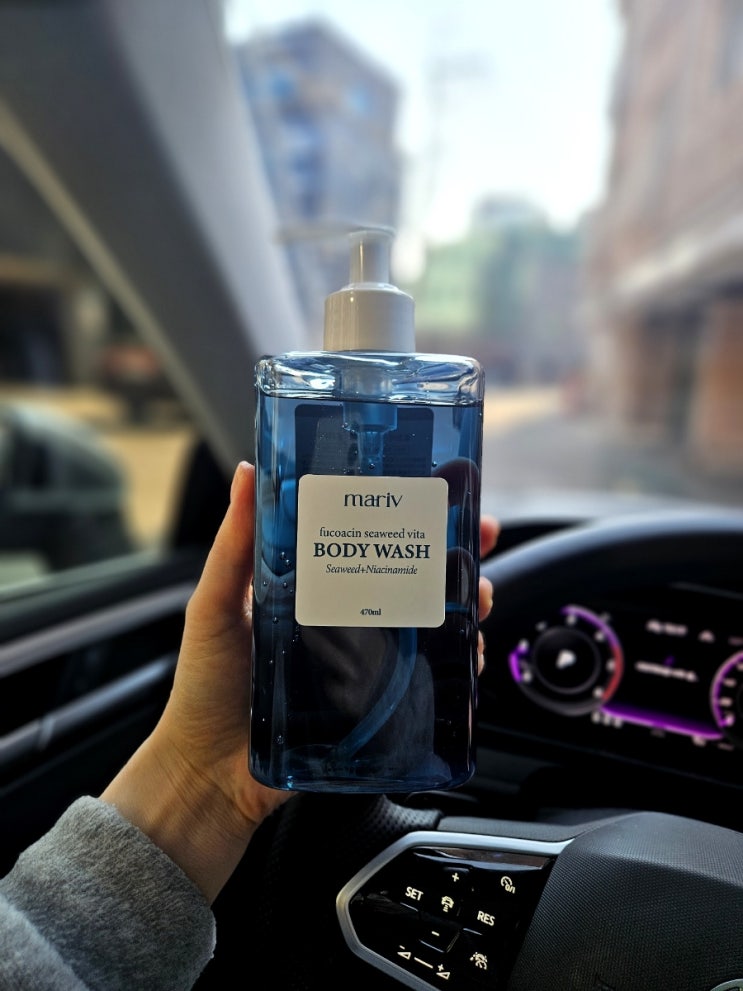 mariv
fucoacin seaweed vita
BODY WASH
Seaweed+Niacinamide
470ml
P
+
SET
RES
-